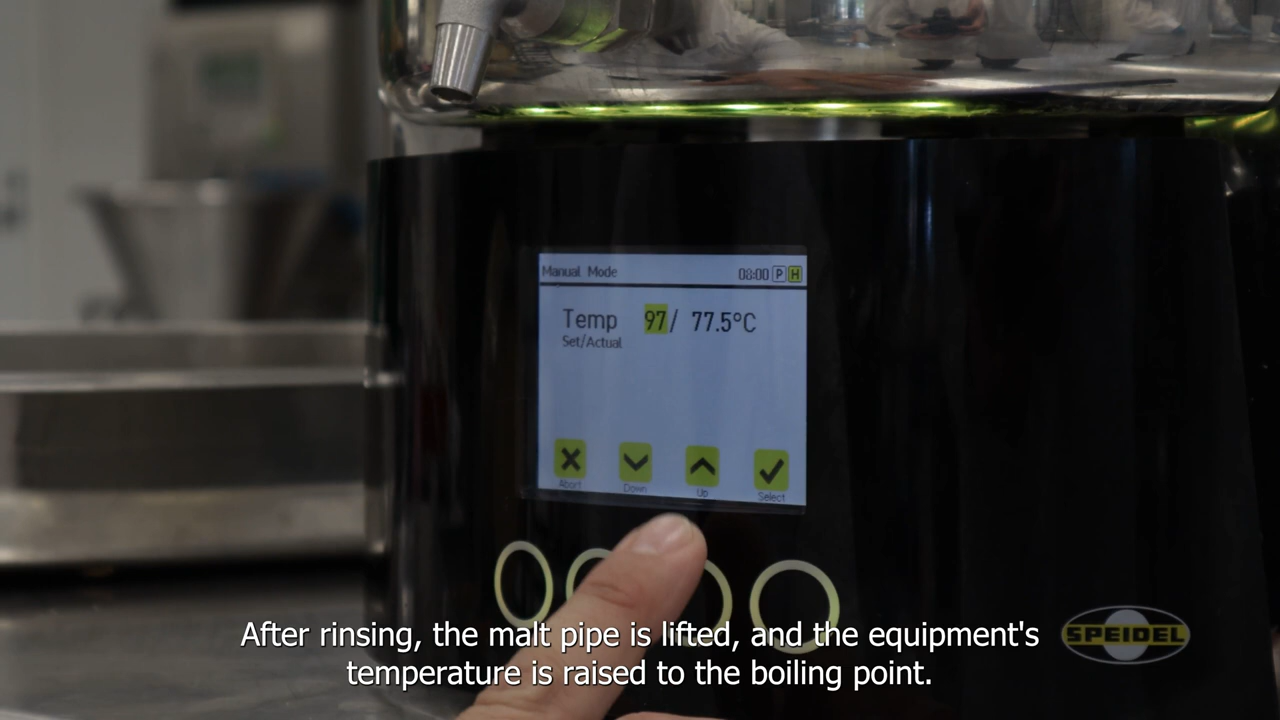 Manual Mode 08:00 P H
Temp 97/ 77.5°C
Set/Actual
Abort Down Up Select
SPEIDEL
After rinsing, the malt pipe is lifted, and the equipment's
temperature is raised to the boiling point.